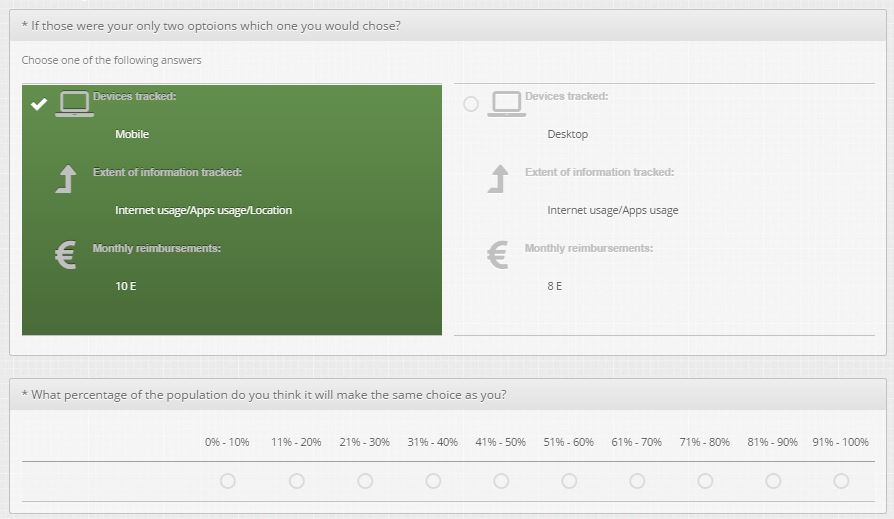 * If those were your only two optoions which one you would chose?
Choose one of the following answers
Devices tracked:
Mobile
Extent of information tracked:
Internet usage/Apps usage/Location
€ Monthly reimbursements:
10 E
Devices tracked:
Desktop
Extent of information tracked:
Internet usage/Apps usage
€ Monthly reimbursements:
8 E
* What percentage of the population do you think it will make the same choice as you?
0% - 10% 11% - 20% 21% - 30% 31% - 40% 41% - 50% 51% - 60% 61% - 70% 71% - 80% 81% - 90% 91% - 100%